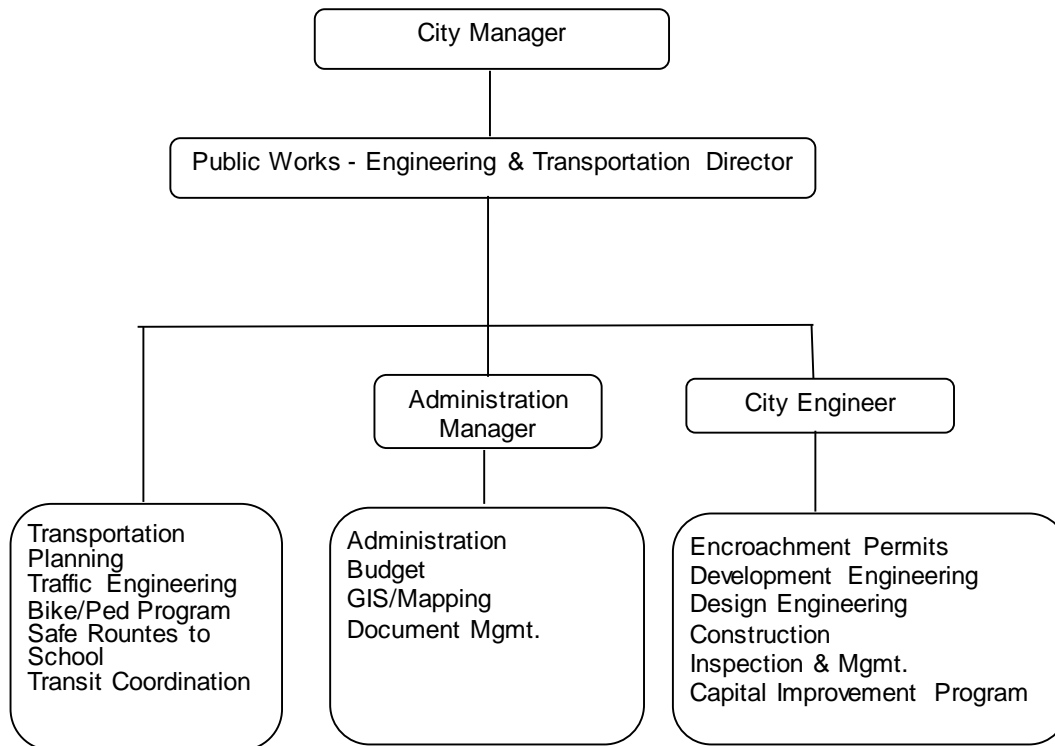 City Manager
Public Works - Engineering & Transportation Director
Administration
Manager
City Engineer
Transportation
Planning
Traffic Engineering
Bike/Ped Program
Safe Rountes to
School
Transit Coordination
Administration
Budget
GIS/Mapping
Document Mgmt.
Encroachment Permits
Development Engineering
Design Engineering
Construction
Inspection & Mgmt.
Capital Improvement Program